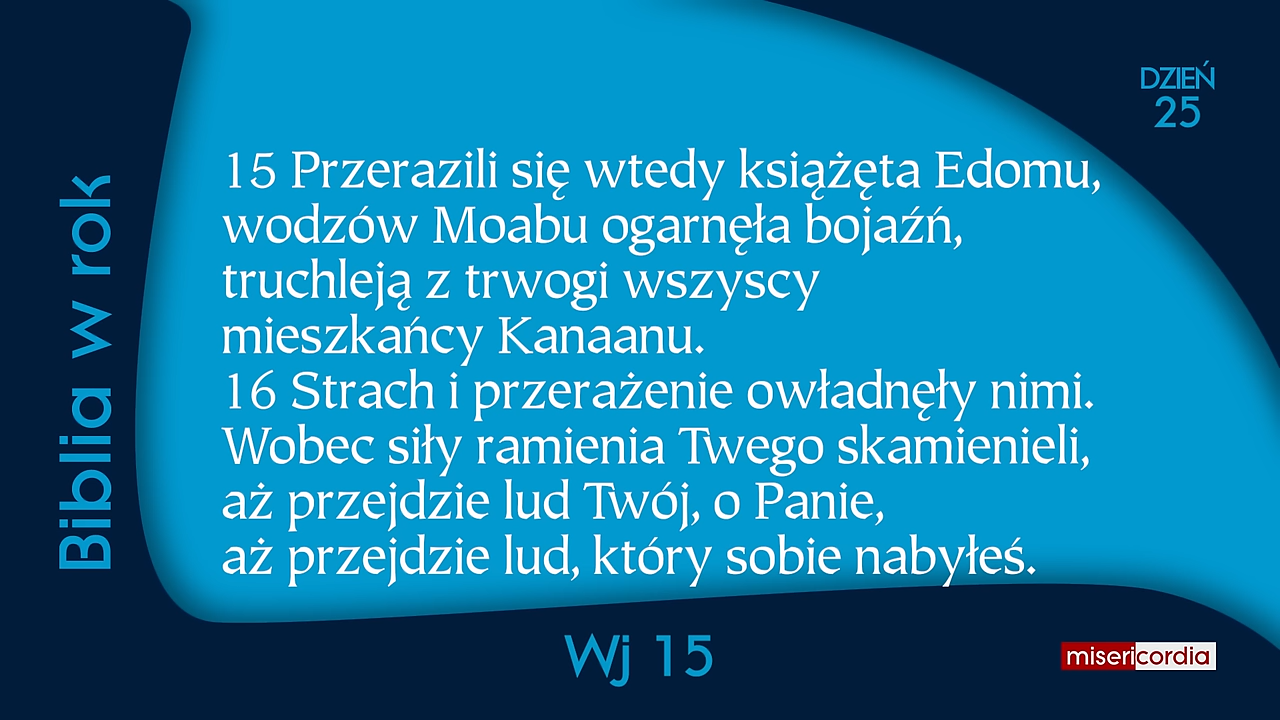 DZIEŃ
25
Biblia w rok
15 Przerazili się wtedy książęta Edomu,
wodzów Moabu ogarnęła bojaźń,
truchleją z trwogi wszyscy
mieszkańcy Kanaanu.
16 Strach i przerażenie owładnęły nimi.
Wobec siły ramienia Twego skamienieli,
aż przejdzie lud Twój, o Panie,
aż przejdzie lud, który sobie nabyłeś.
Wj 15
misericordia